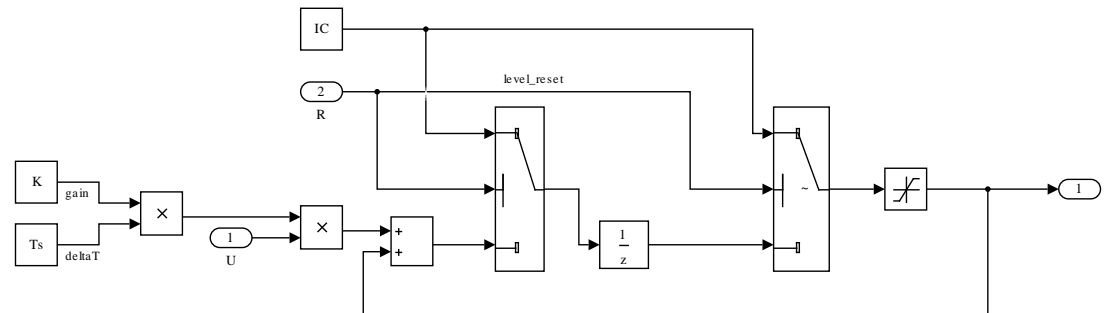 IC
level_reset
2
R
K
gain
×
×
Ts
deltaT
1
U
+
+
1
z
~
1